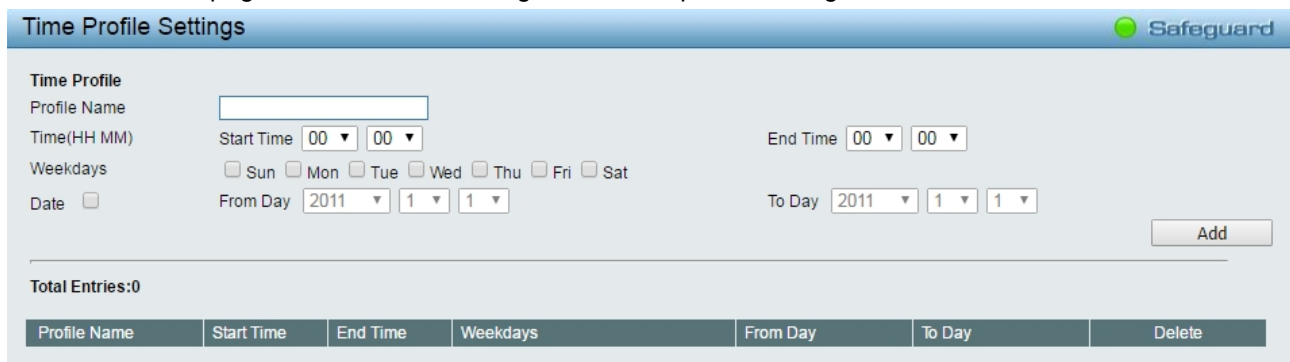 Time Profile Settings Safeguard
Time Profile
Profile Name
Time(HH MM) Start Time 00 00 End Time 00 00
Weekdays Sun Mon Tue Wed Thu Fri Sat
Date From Day 2011 1 1 To Day 2011 1 1
Add
Total Entries:0
Profile Name Start Time End Time Weekdays From Day To Day Delete